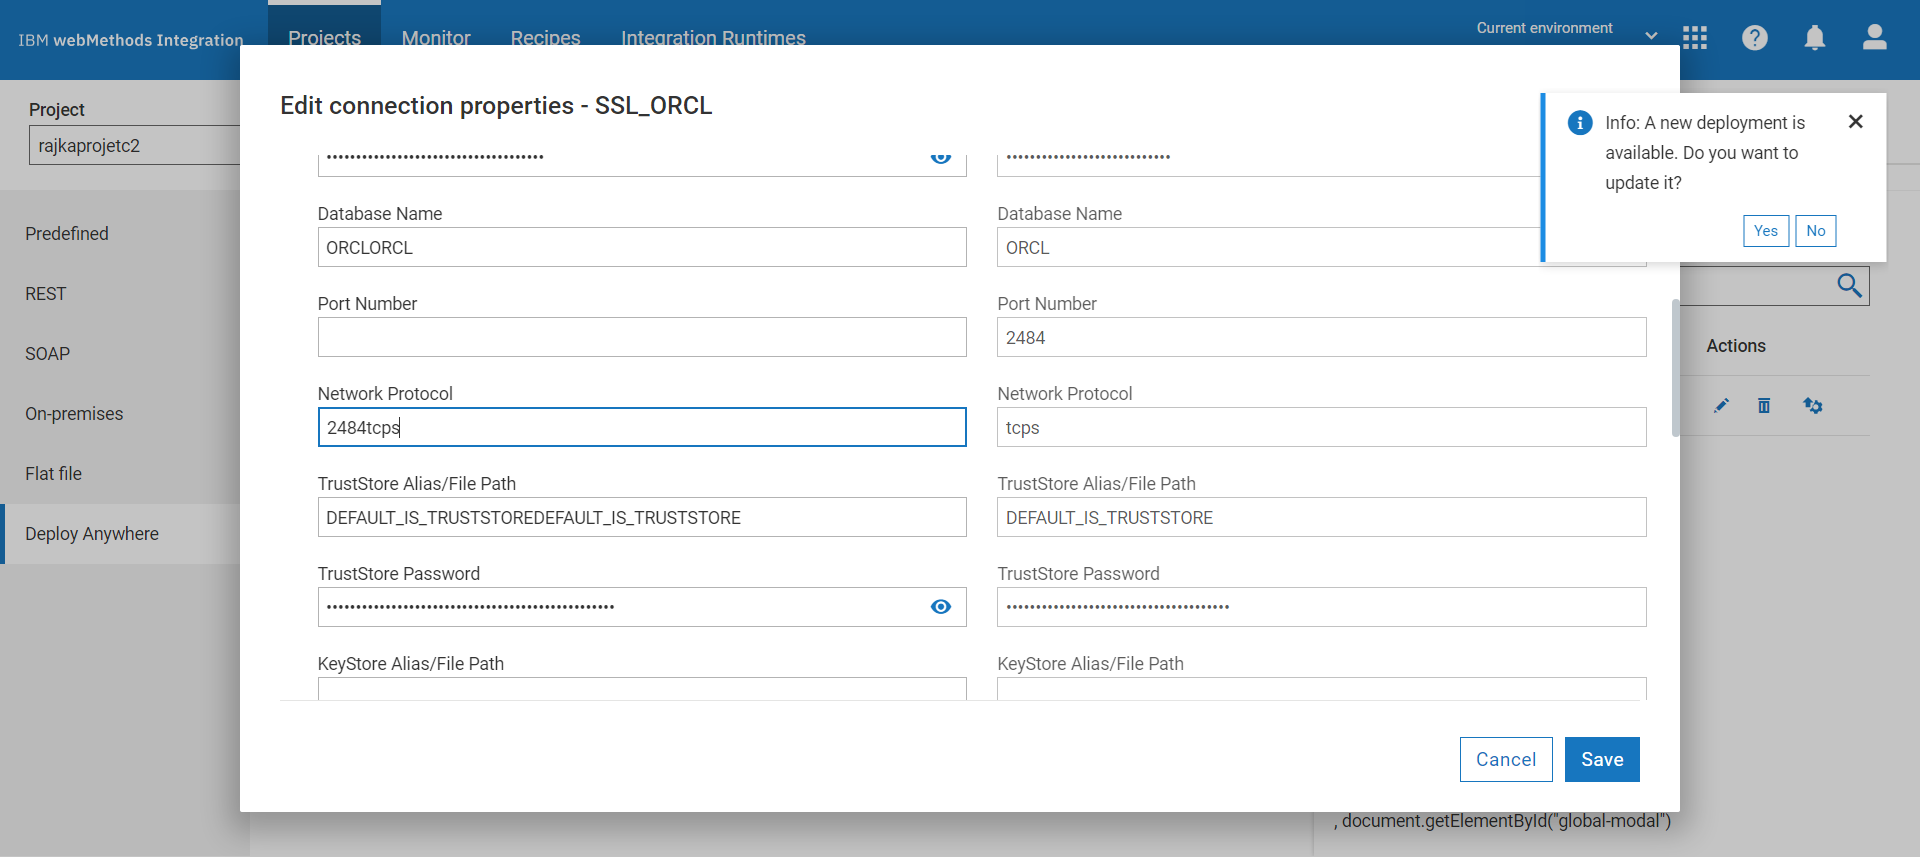 IBM webMethods Integration
Projects
Monitor
Recipes
Integration Runtimes
Current environment
Project
rajkaprojetc2
Predefined
REST
SOAP
On-premises
Flat file
Deploy Anywhere
Edit connection properties - SSL_ORCL
•••••••••••••••••••••••••••••••••••••
••••••••••••••••••••••••••••
Database Name
ORCLORCL
Database Name
ORCL
Port Number
Port Number
2484
Network Protocol
2484tcps
Network Protocol
tcps
TrustStore Alias/File Path
DEFAULT_IS_TRUSTSTOREDEFAULT_IS_TRUSTSTORE
TrustStore Alias/File Path
DEFAULT_IS_TRUSTSTORE
TrustStore Password
•••••••••••••••••••••••••••••••••••••••••••••••••
TrustStore Password
••••••••••••••••••••••••••••••••••••••
KeyStore Alias/File Path
KeyStore Alias/File Path
Cancel
Save
Info: A new deployment is
available. Do you want to
update it?
Yes
No
Actions
, document.getElementById("global-modal")